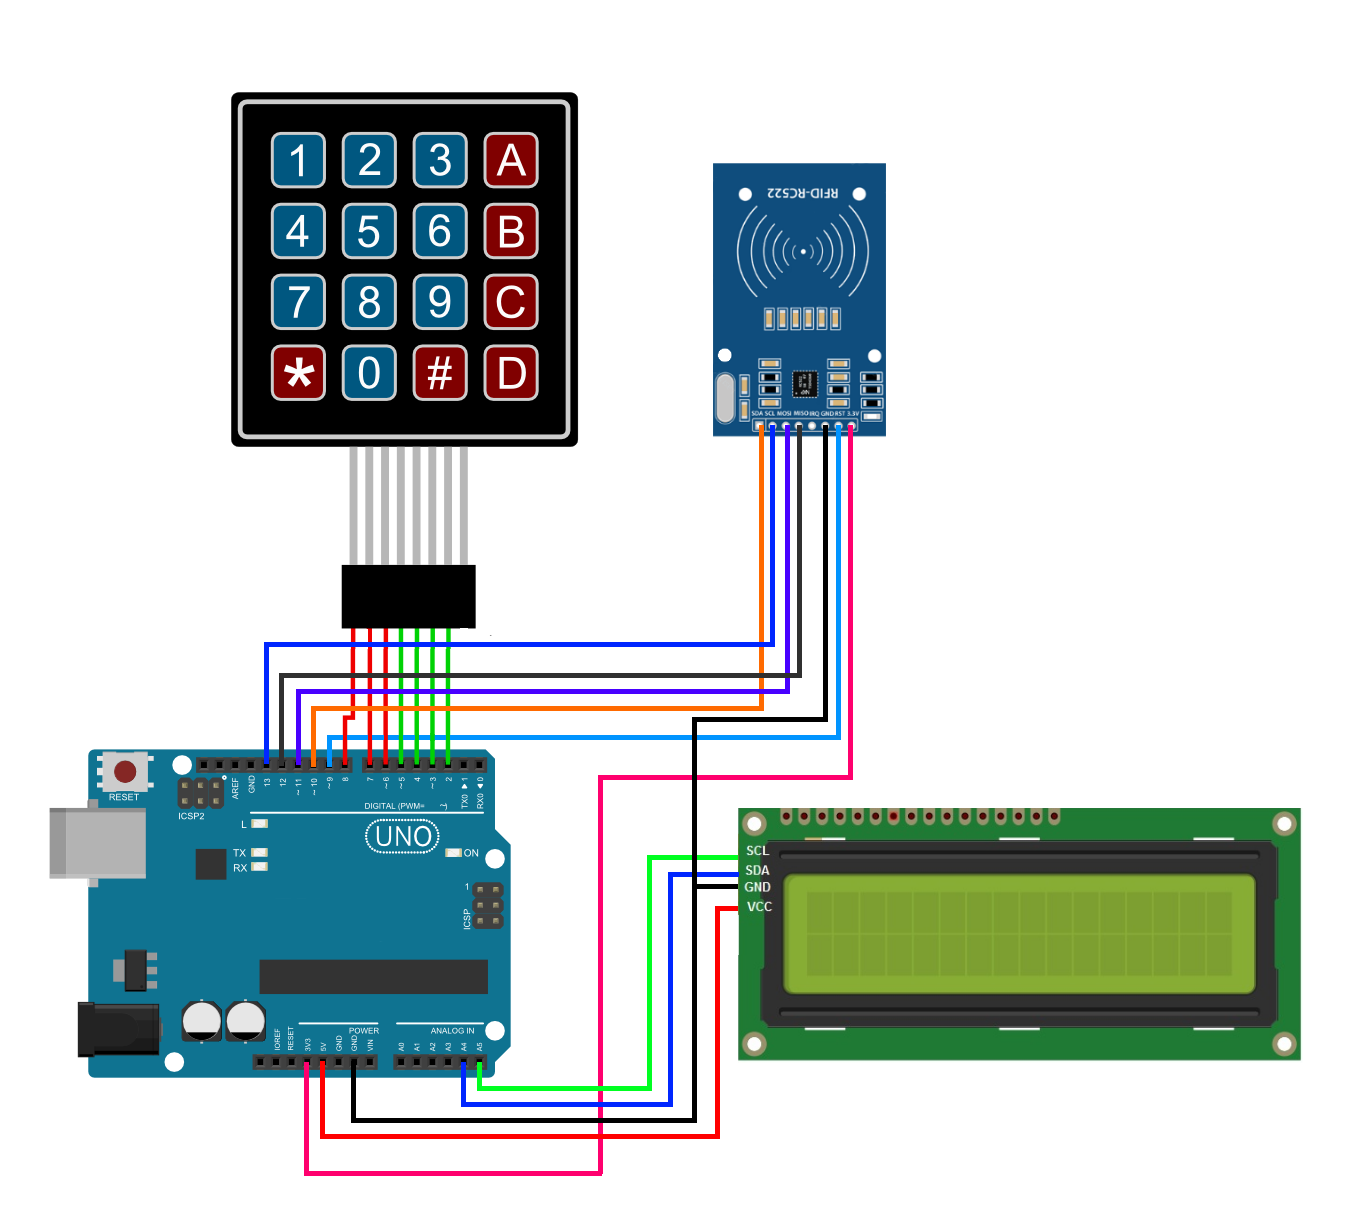 1 2 3 A
4 5 6 B
7 8 9 C
* 0 # D
RFID-RC522
SDA SCL MOSI MISO IRQ GND RST 3.3V
RESET
ICSP2
AREF
GND
13
12
~11
~10
~9
8
7
~6
~5
4
~3
2
TX0 ▶ 1
RX0 ◀ 0
DIGITAL (PWM=
L
TX
RX
UNO
ON
1
ICSP
POWER
ANALOG IN
IOREF
RESET
3V3
5V
GND
GND
VIN
A0
A1
A2
A3
A4
A5
SCL
SDA
GND
VCC